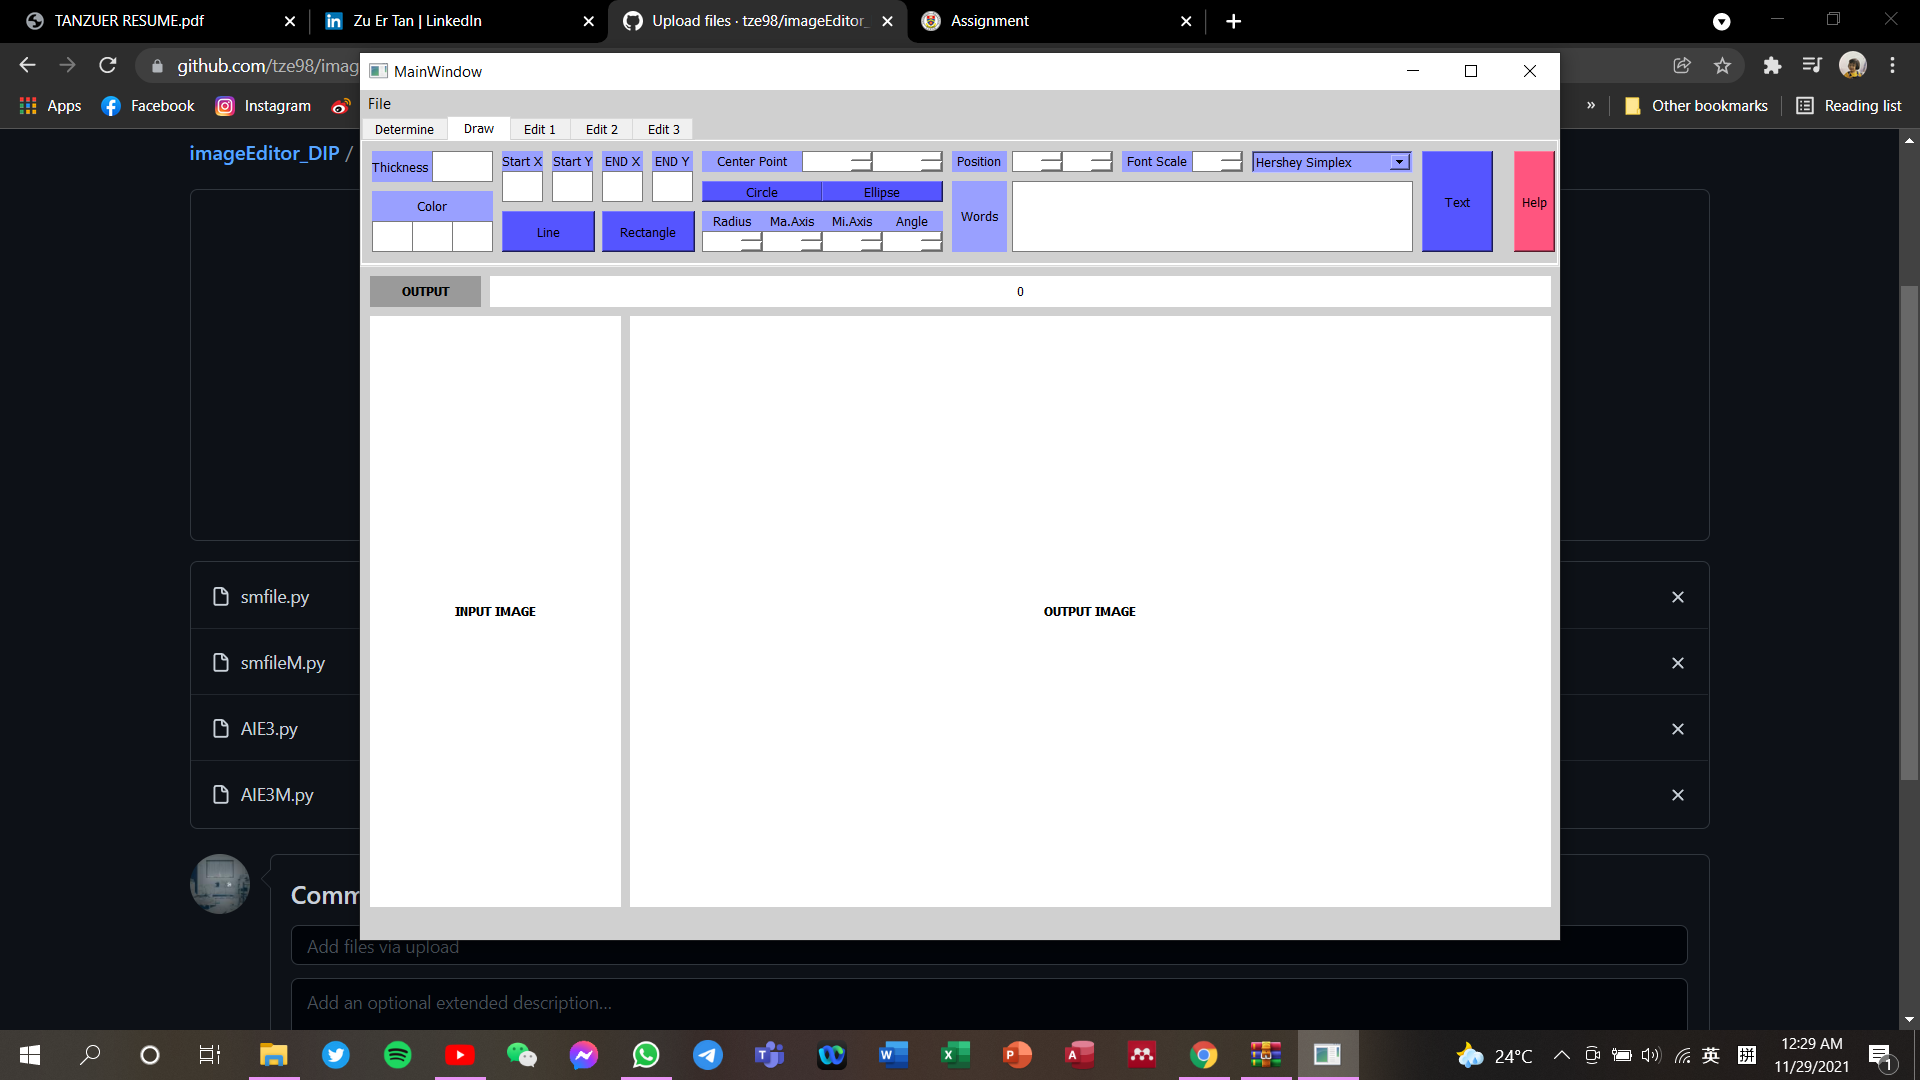 TANZUER RESUME.pdf
Zu Er Tan | LinkedIn
Upload files · tze98/imageEditor_
Assignment
github.com/tze98/imag
Apps
Facebook
Instagram
»
Other bookmarks
Reading list
MainWindow
File
Determine
Draw
Edit 1
Edit 2
Edit 3
Thickness
Start X
Start Y
END X
END Y
Center Point
Position
Font Scale
Hershey Simplex
Color
Circle
Ellipse
Words
Text
Help
Line
Rectangle
Radius
Ma.Axis
Mi.Axis
Angle
OUTPUT
0
INPUT IMAGE
OUTPUT IMAGE
imageEditor_DIP /
smfile.py
smfileM.py
AIE3.py
AIE3M.py
Comm
Add files via upload
Add an optional extended description...
24°C
英
拼
12:29 AM
11/29/2021
1